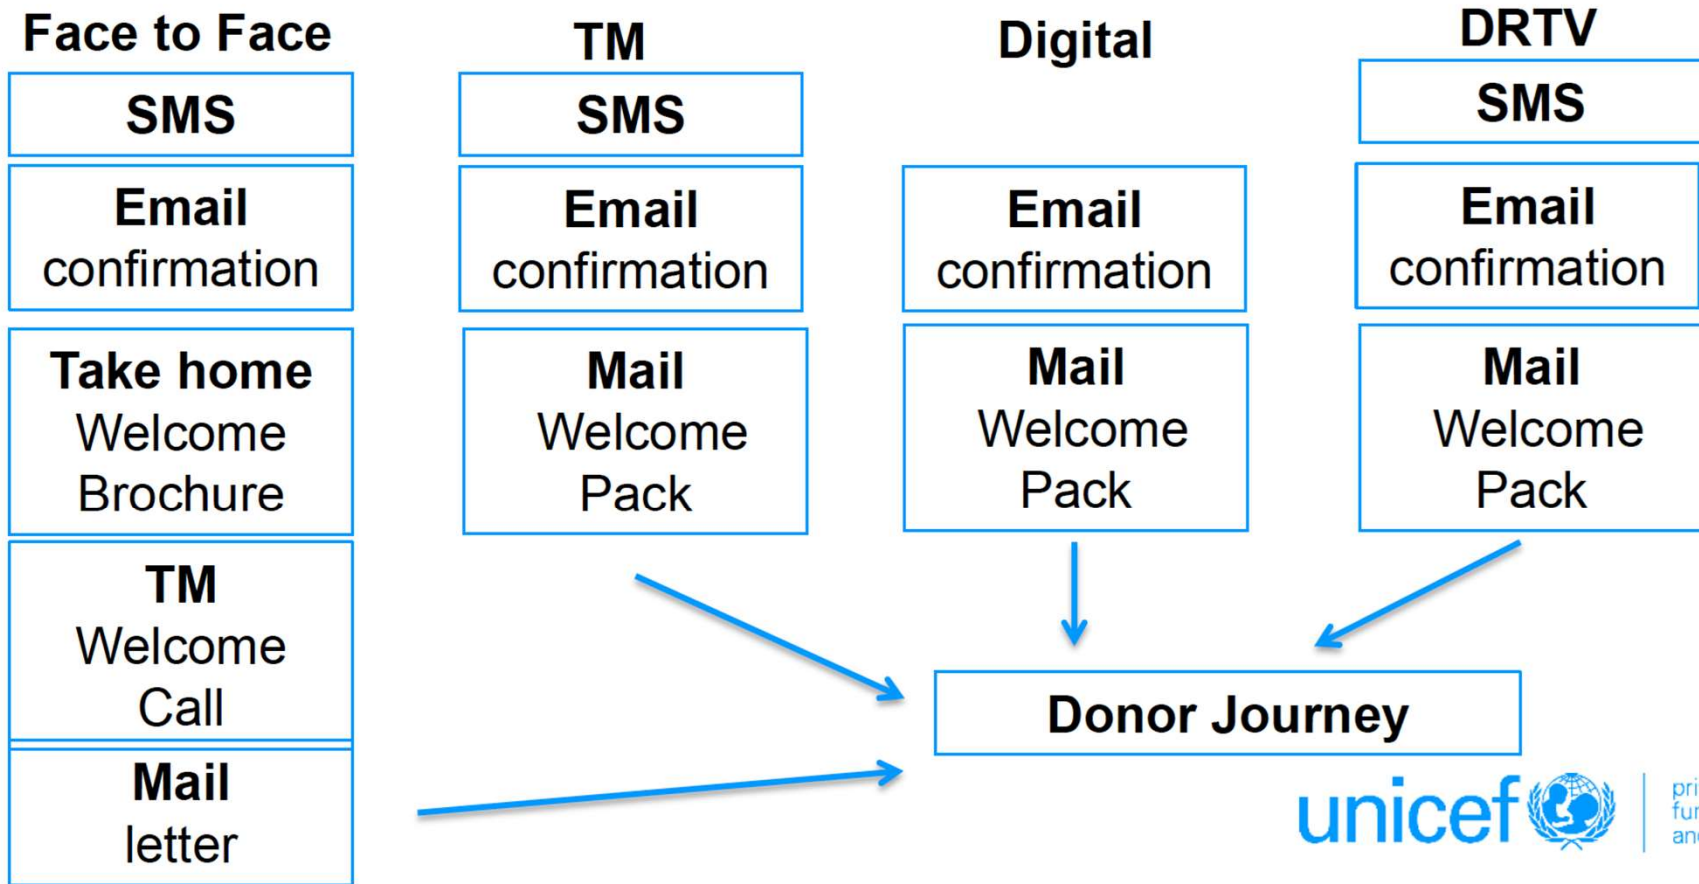 Face to Face
SMS
Email
confirmation
Take home
Welcome
Brochure
TM
Welcome
Call
Mail
letter
TM
SMS
Email
confirmation
Mail
Welcome
Pack
Digital
Email
confirmation
Mail
Welcome
Pack
DRTV
SMS
Email
confirmation
Mail
Welcome
Pack
Donor Journey
unicef